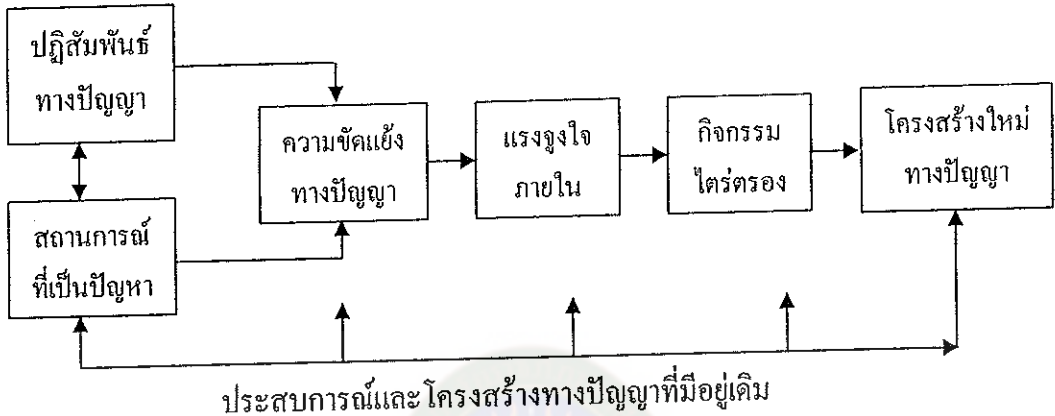 ปฏิสัมพันธ์
ทางปัญญา
สถานการณ์
ที่เป็นปัญหา
ความขัดแย้ง
ทางปัญญา
แรงจูงใจ
ภายใน
กิจกรรม
ไตร่ตรอง
โครงสร้างใหม่
ทางปัญญา
ประสบการณ์และโครงสร้างทางปัญญาที่มีอยู่เดิม